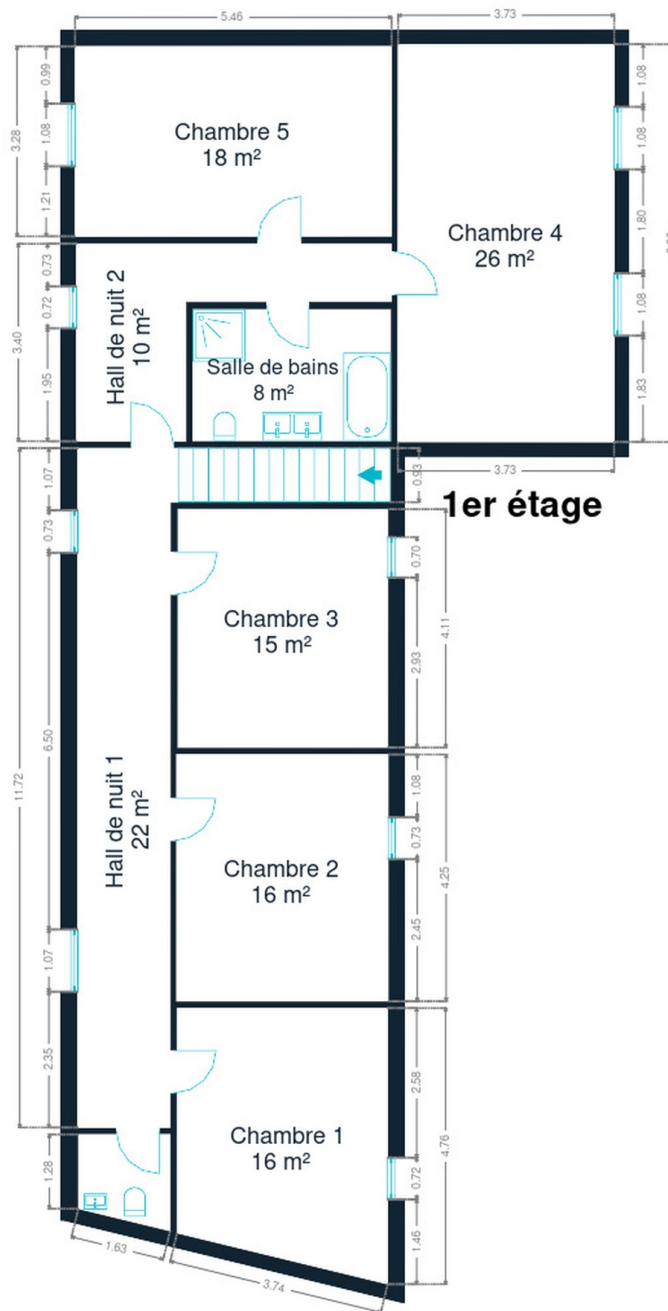 5.46
3.73
0.99
1.08
1.21
3.28
Chambre 5
18 m²
1.08
1.08
1.80
1.08
1.83
Chambre 4
26 m²
0.73
0.72
1.95
3.40
Hall de nuit 2
10 m²
Salle de bains
8 m²
3.73
0.93
1er étage
1.07
0.73
6.50
1.07
2.35
11.72
Hall de nuit 1
22 m²
Chambre 3
15 m²
0.70
2.93
4.11
Chambre 2
16 m²
1.08
0.73
2.45
4.25
Chambre 1
16 m²
2.58
0.72
1.46
4.76
1.28
1.63
3.74